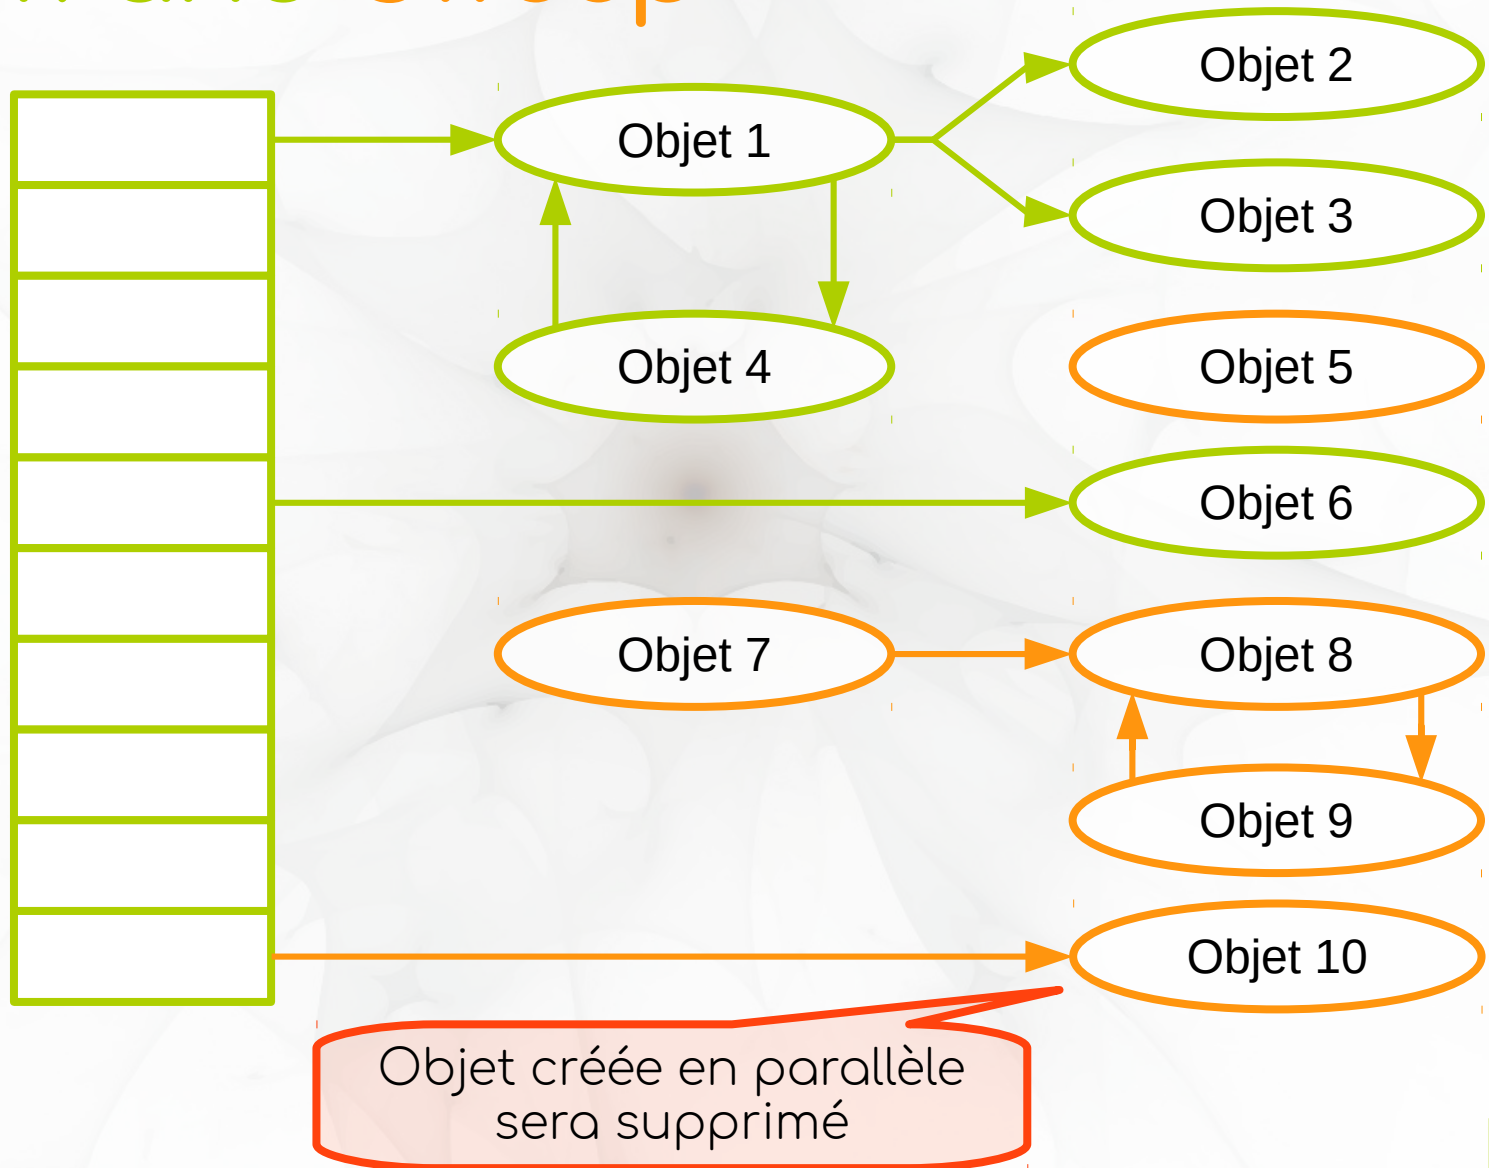 Objet 2
Objet 1
Objet 3
Objet 4
Objet 5
Objet 6
Objet 7
Objet 8
Objet 9
Objet 10
Objet créée en parallèle
sera supprimé